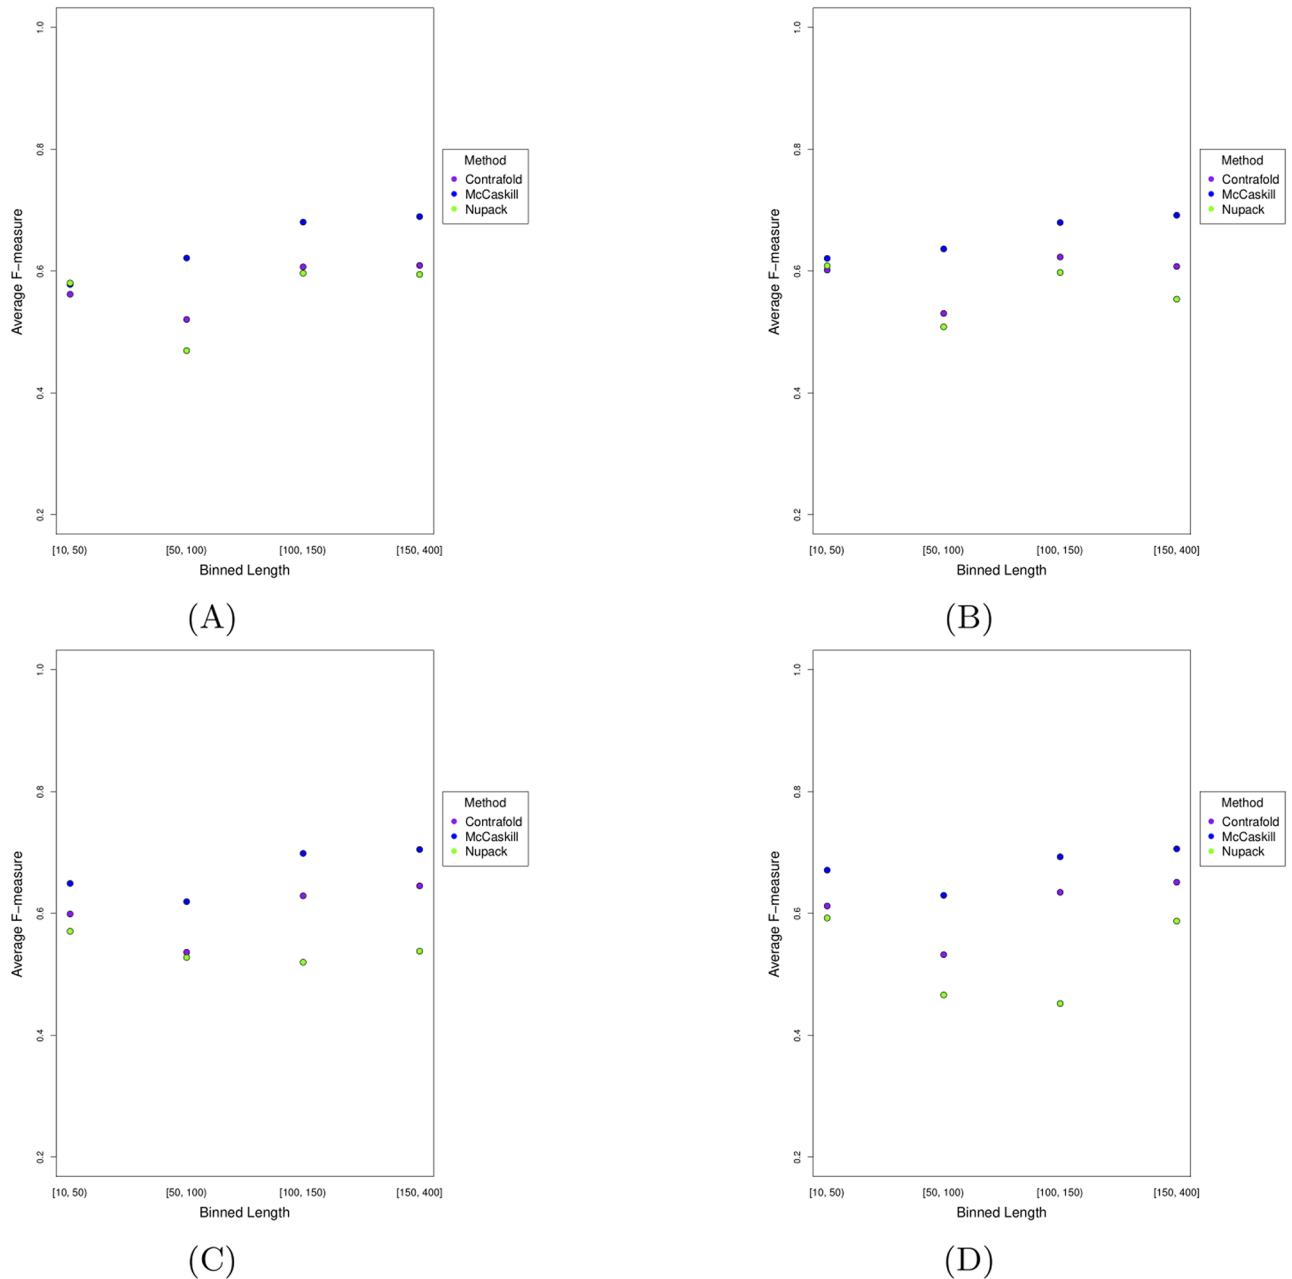 1.0
0.8
0.6
0.4
0.2
Average F−measure
[10, 50)
[50, 100)
[100, 150)
[150, 400]
Binned Length
Method
Contrafold
McCaskill
Nupack
(A)
1.0
0.8
0.6
0.4
0.2
Average F−measure
[10, 50)
[50, 100)
[100, 150)
[150, 400]
Binned Length
Method
Contrafold
McCaskill
Nupack
(B)
1.0
0.8
0.6
0.4
0.2
Average F−measure
[10, 50)
[50, 100)
[100, 150)
[150, 400]
Binned Length
Method
Contrafold
McCaskill
Nupack
(C)
1.0
0.8
0.6
0.4
0.2
Average F−measure
[10, 50)
[50, 100)
[100, 150)
[150, 400]
Binned Length
Method
Contrafold
McCaskill
Nupack
(D)